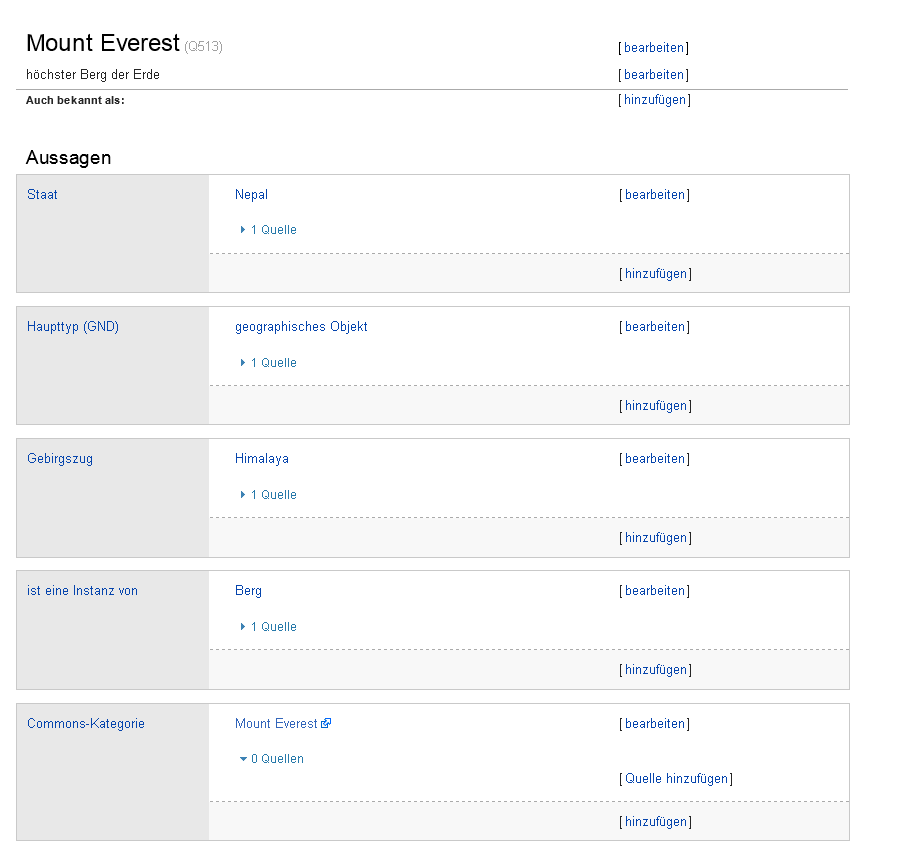 Mount Everest (Q513) [bearbeiten]
höchster Berg der Erde [bearbeiten]
Auch bekannt als: [hinzufügen]
Aussagen
Staat Nepal [bearbeiten]
1 Quelle
[hinzufügen]
Haupttyp (GND) geographisches Objekt [bearbeiten]
1 Quelle
[hinzufügen]
Gebirgszug Himalaya [bearbeiten]
1 Quelle
[hinzufügen]
ist eine Instanz von Berg [bearbeiten]
1 Quelle
[hinzufügen]
Commons-Kategorie Mount Everest [bearbeiten]
0 Quellen
[Quelle hinzufügen]
[hinzufügen]